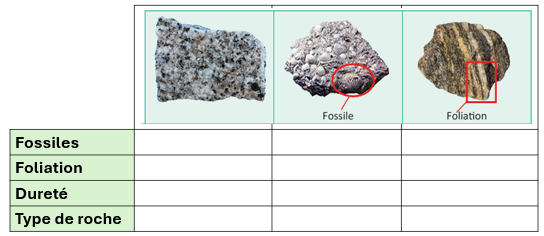 Fossile
Foliation
Fossiles
Foliation
Dureté
Type de roche